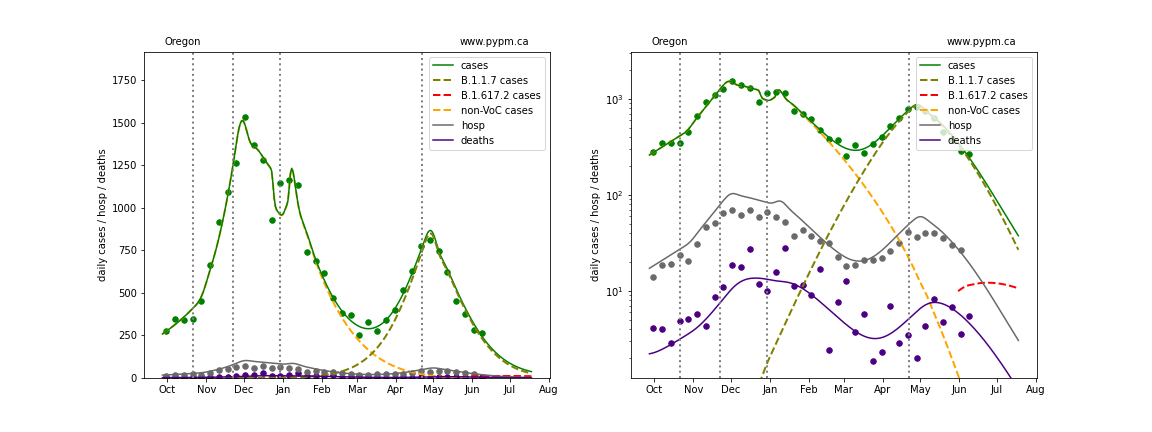 Oregon www.pypm.ca
daily cases / hosp / deaths
1750
1500
1250
1000
750
500
250
0
Oct Nov Dec Jan Feb Mar Apr May Jun Jul Aug
cases
B.1.1.7 cases
B.1.617.2 cases
non-VoC cases
hosp
deaths
Oregon www.pypm.ca
daily cases / hosp / deaths
10³
10²
10¹
Oct Nov Dec Jan Feb Mar Apr May Jun Jul Aug
cases
B.1.1.7 cases
B.1.617.2 cases
non-VoC cases
hosp
deaths